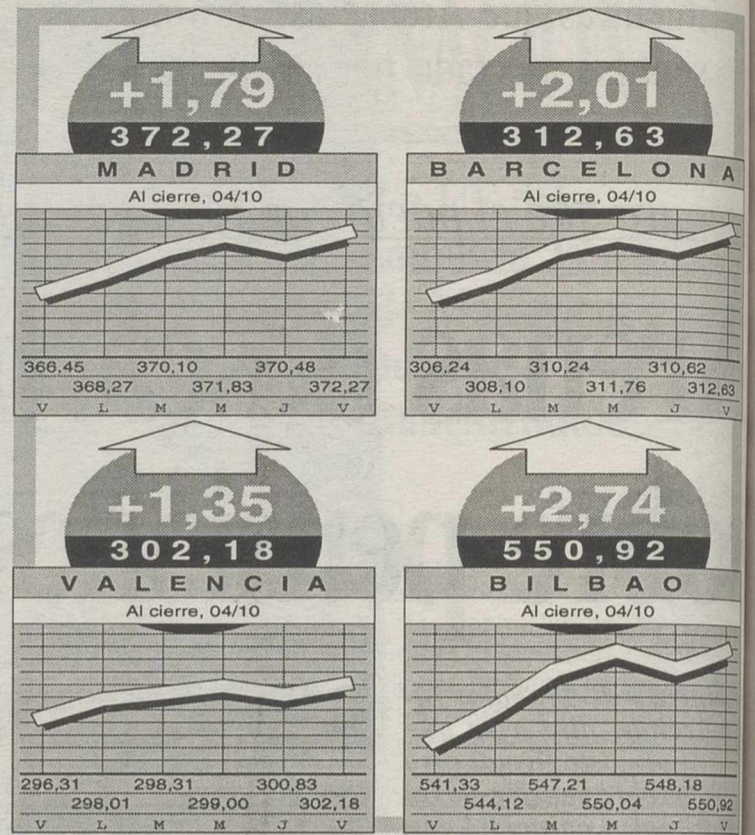 +1,79
372,27
MADRID
Al cierre, 04/10
366,45 370,10 370,48
368,27 371,83 372,27
V L M M J V
+2,01
312,63
BARCELONA
Al cierre, 04/10
306,24 310,24 310,62
308,10 311,76 312,63
V L M M J V
+1,35
302,18
VALENCIA
Al cierre, 04/10
296,31 298,31 300,83
298,01 299,00 302,18
V L M M J V
+2,74
550,92
BILBAO
Al cierre, 04/10
541,33 547,21 548,18
544,12 550,04 550,92
V L M M J V